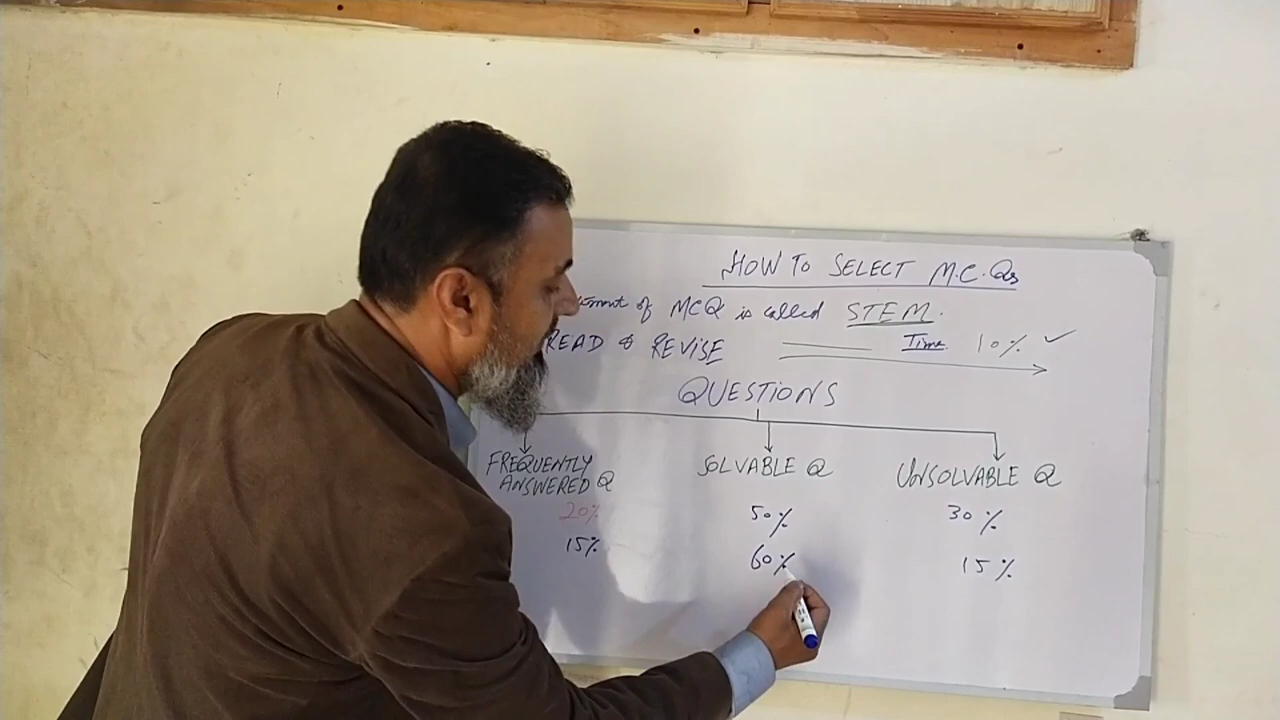 HOW TO SELECT M.C.Qs
of MCQ is called STEM.
READ & REVISE Time 10%
QUESTIONS
FREQUENTLY ANSWERED Q
SOLVABLE Q
UNSOLVABLE Q
20% 50% 30%
15% 60% 15%